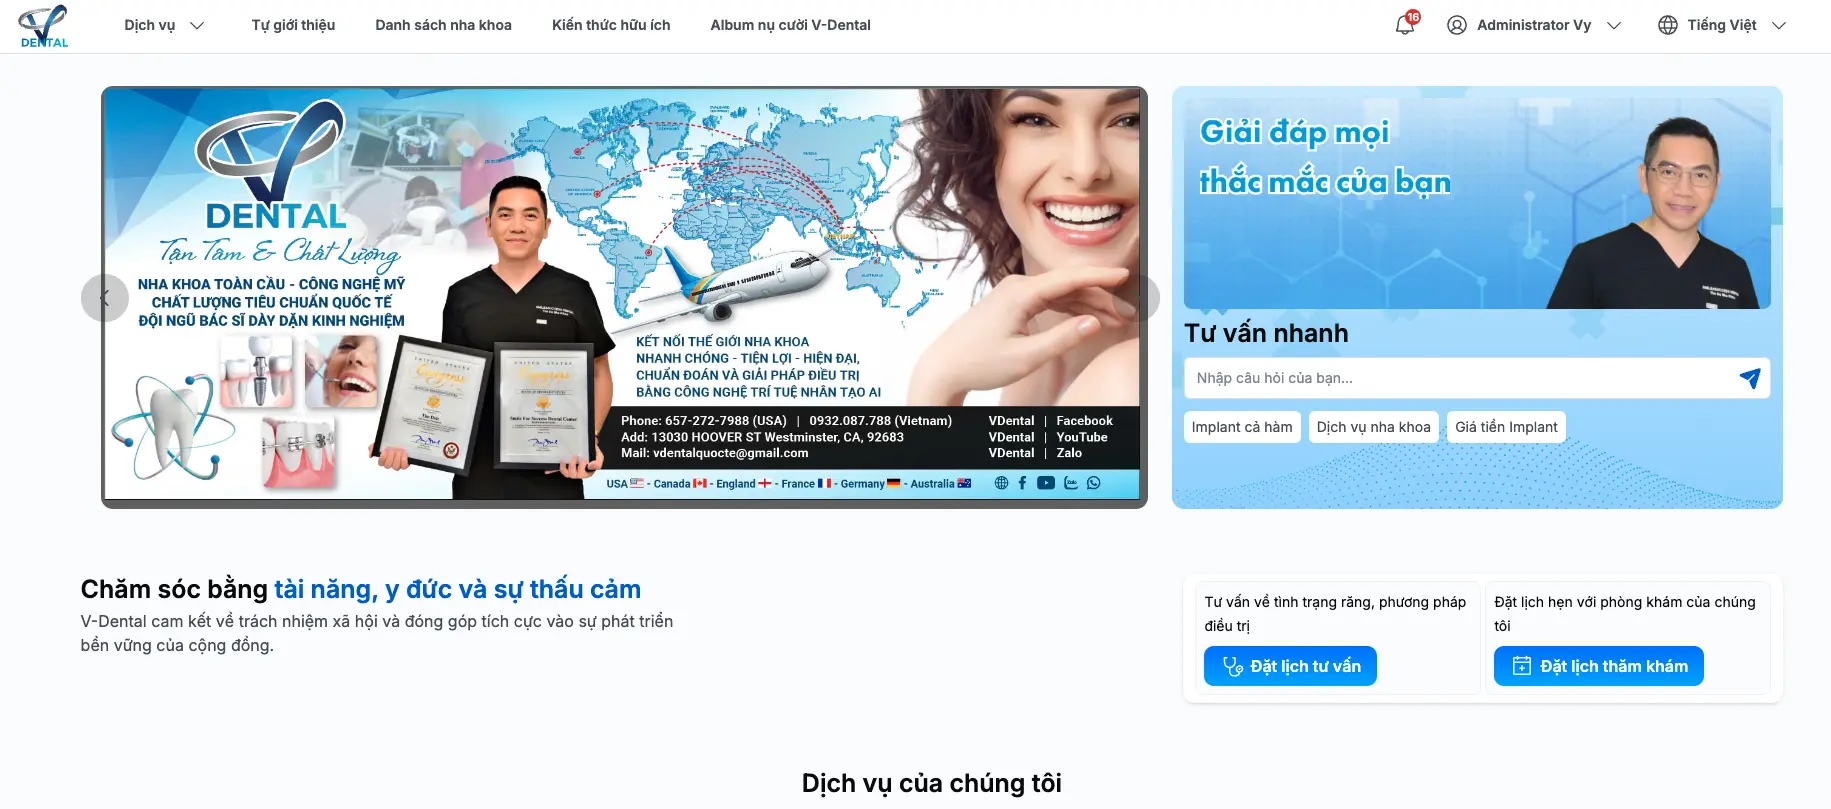 DENTAL
Dịch vụ
Tự giới thiệu
Danh sách nha khoa
Kiến thức hữu ích
Album nụ cười V-Dental
16
Administrator Vy
Tiếng Việt
DENTAL
Tận Tâm & Chất Lượng
NHA KHOA TOÀN CẦU - CÔNG NGHỆ MỸ
CHẤT LƯỢNG TIÊU CHUẨN QUỐC TẾ
ĐỘI NGŨ BÁC SĨ DÀY DẶN KINH NGHIỆM
KẾT NỐI THẾ GIỚI NHA KHOA
NHANH CHÓNG - TIỆN LỢI - HIỆN ĐẠI,
CHUẨN ĐOÁN VÀ GIẢI PHÁP ĐIỀU TRỊ
BẰNG CÔNG NGHỆ TRÍ TUỆ NHÂN TẠO AI
Phone: 657-272-7988 (USA) | 0932.087.788 (Vietnam)
Add: 13030 HOOVER ST Westminster, CA, 92683
Mail: vdentalquocte@gmail.com
VDental | Facebook
VDental | YouTube
VDental | Zalo
USA - Canada - England - France - Germany - Australia
Giải đáp mọi
thắc mắc của bạn
Tư vấn nhanh
Nhập câu hỏi của bạn...
Implant cả hàm
Dịch vụ nha khoa
Giá tiền Implant
Chăm sóc bằng tài năng, y đức và sự thấu cảm
V-Dental cam kết về trách nhiệm xã hội và đóng góp tích cực vào sự phát triển
bền vững của cộng đồng.
Tư vấn về tình trạng răng, phương pháp
điều trị
Đặt lịch tư vấn
Đặt lịch hẹn với phòng khám của chúng
tôi
Đặt lịch thăm khám
Dịch vụ của chúng tôi